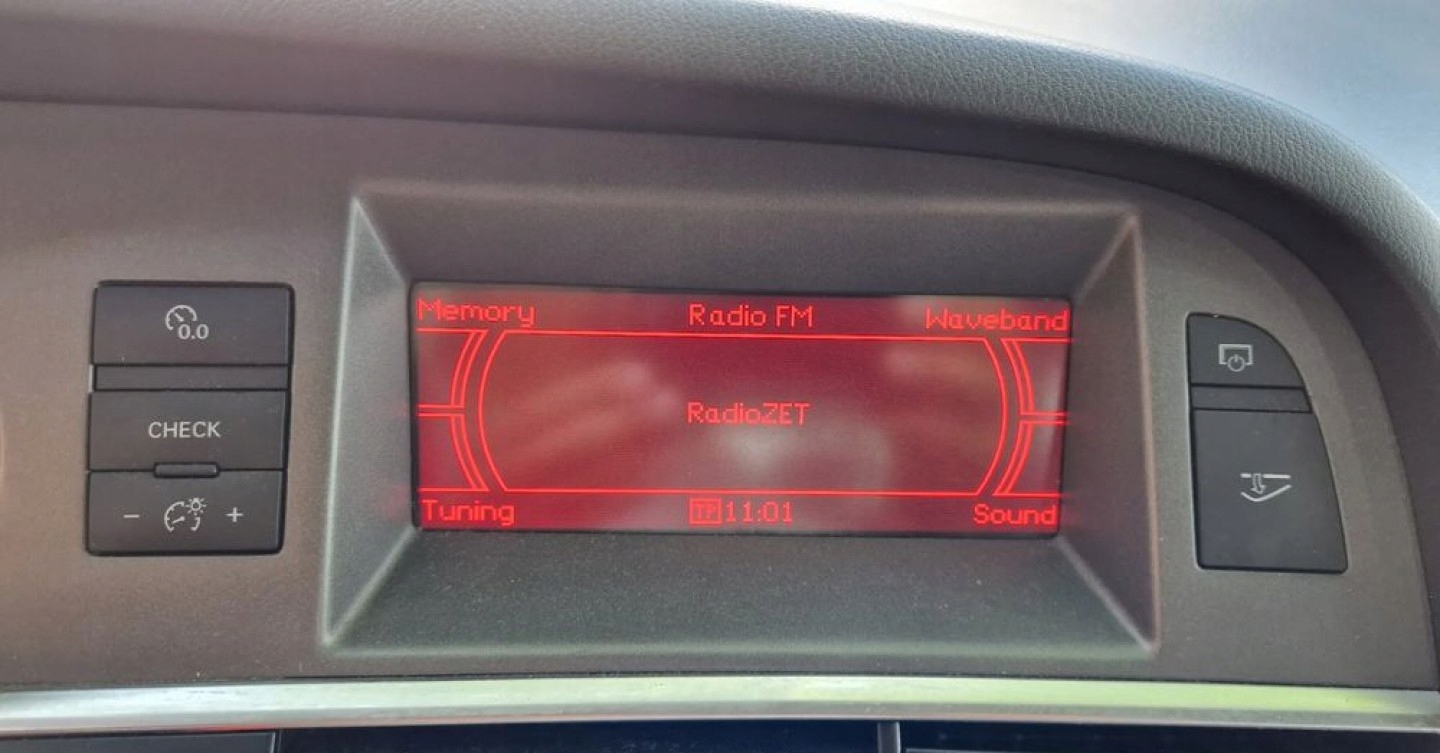 0.0
CHECK
- +
Memory Radio FM Waveband
RadioZET
Tuning TP 11:01 Sound